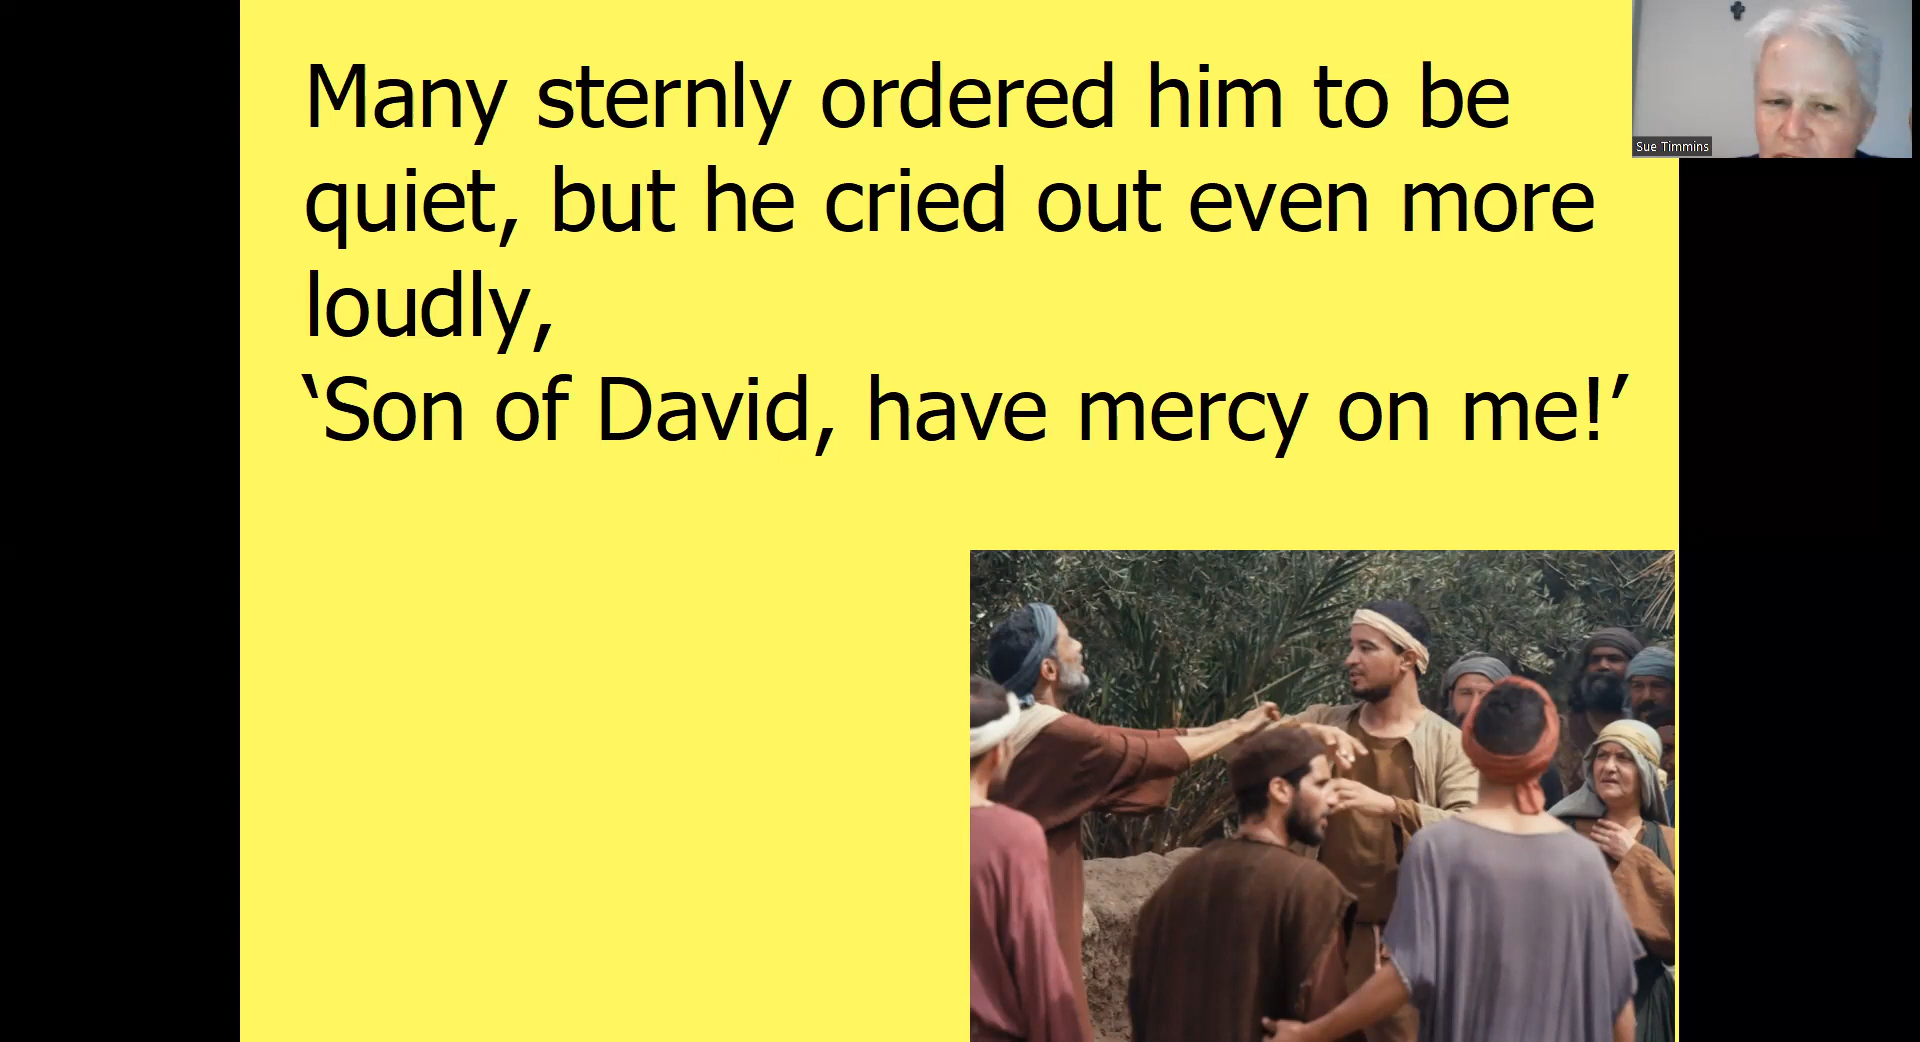 Many sternly ordered him to be
quiet, but he cried out even more
loudly,
‘Son of David, have mercy on me!’
Sue Timmins